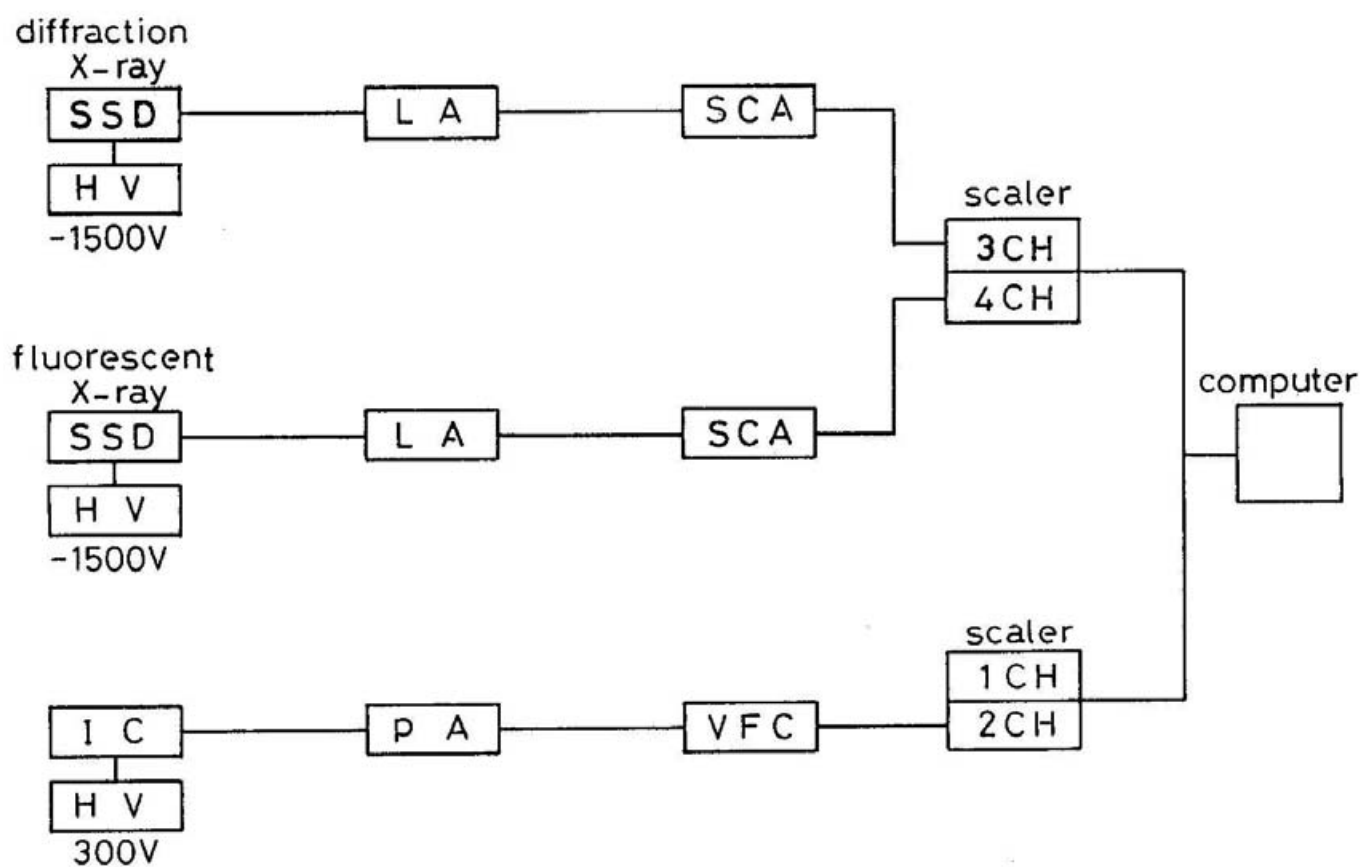 diffraction
X-ray
SSD
LA
SCA
HV
-1500V
scaler
3CH
4CH
fluorescent
X-ray
SSD
LA
SCA
HV
-1500V
computer
scaler
1CH
2CH
IC
pA
VFC
HV
300V